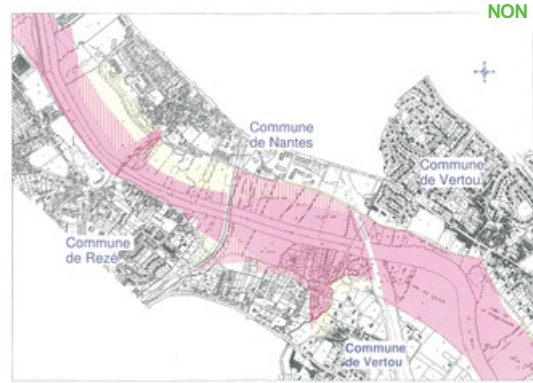 NON
Commune
de Nantes
Commune
de Vertou
Commune
de Rezé
Commune
de Vertou